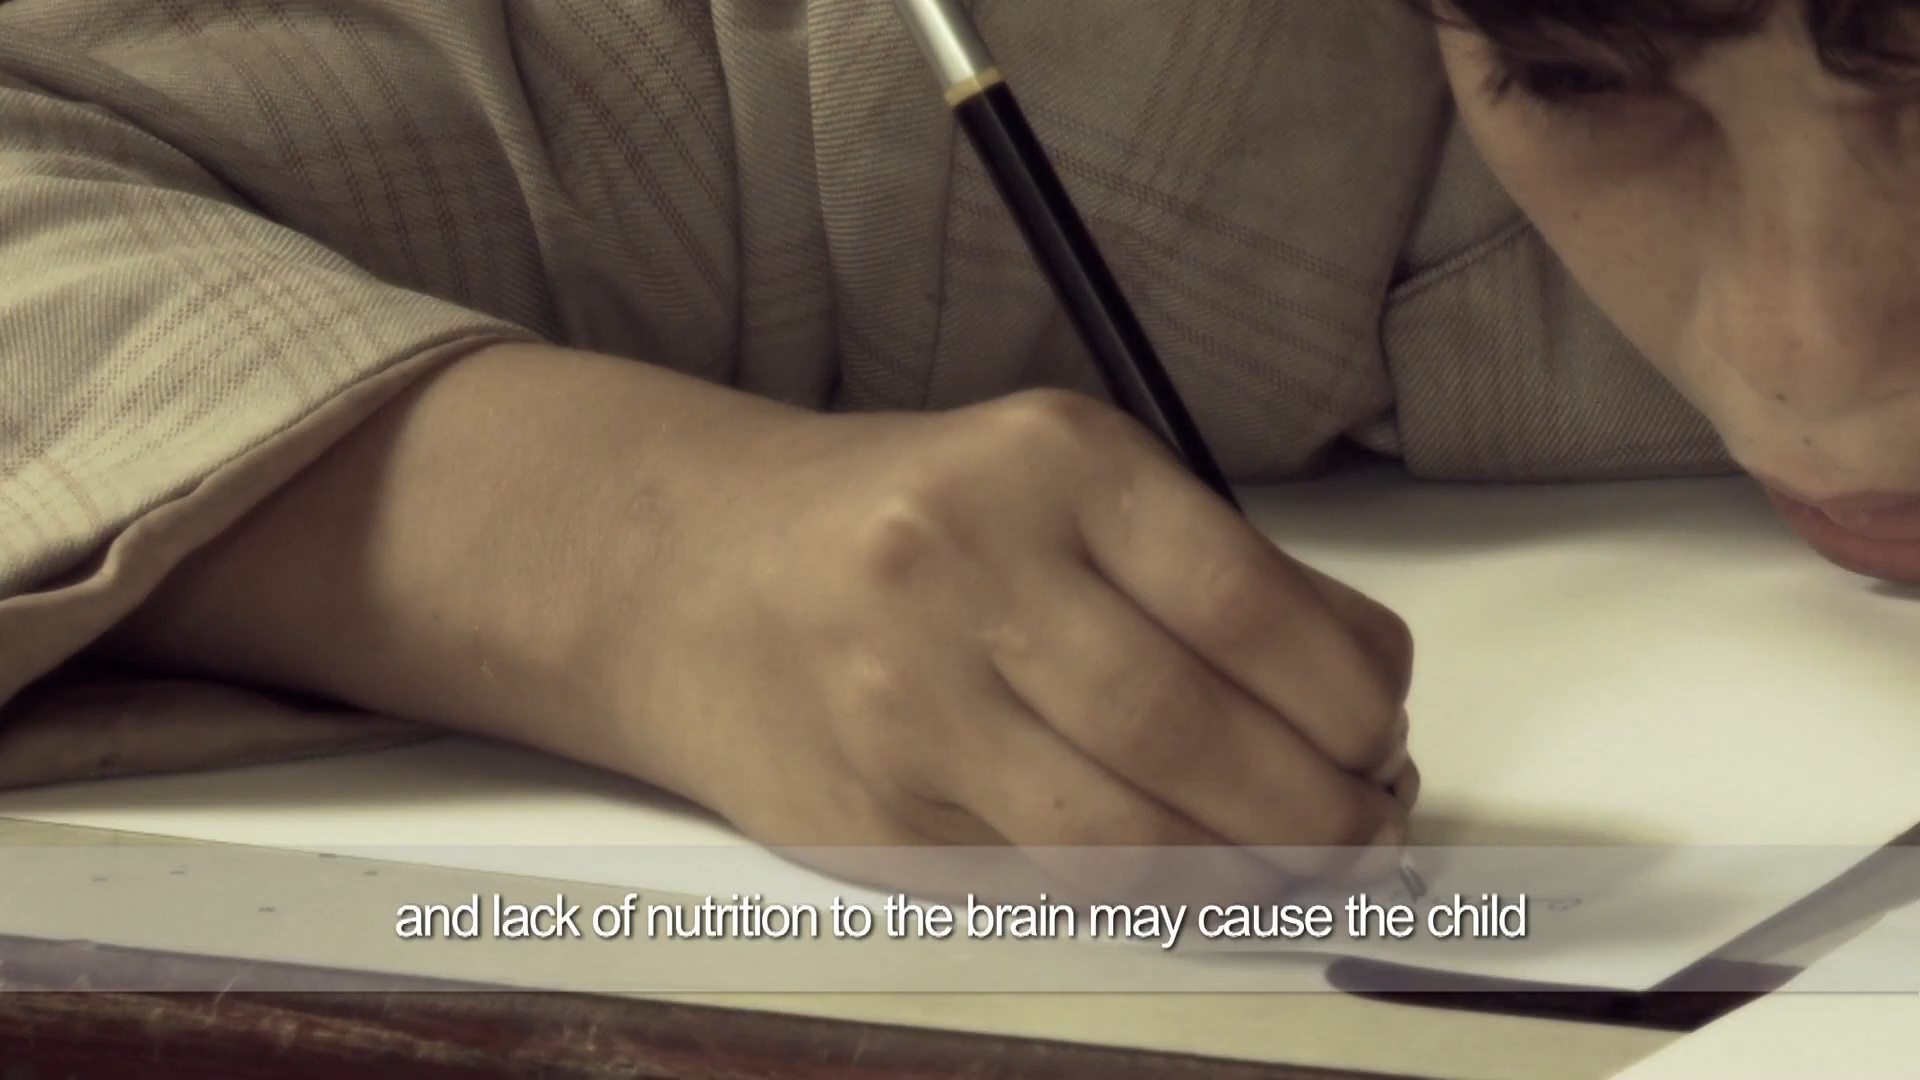 and lack of nutrition to the brain may cause the child